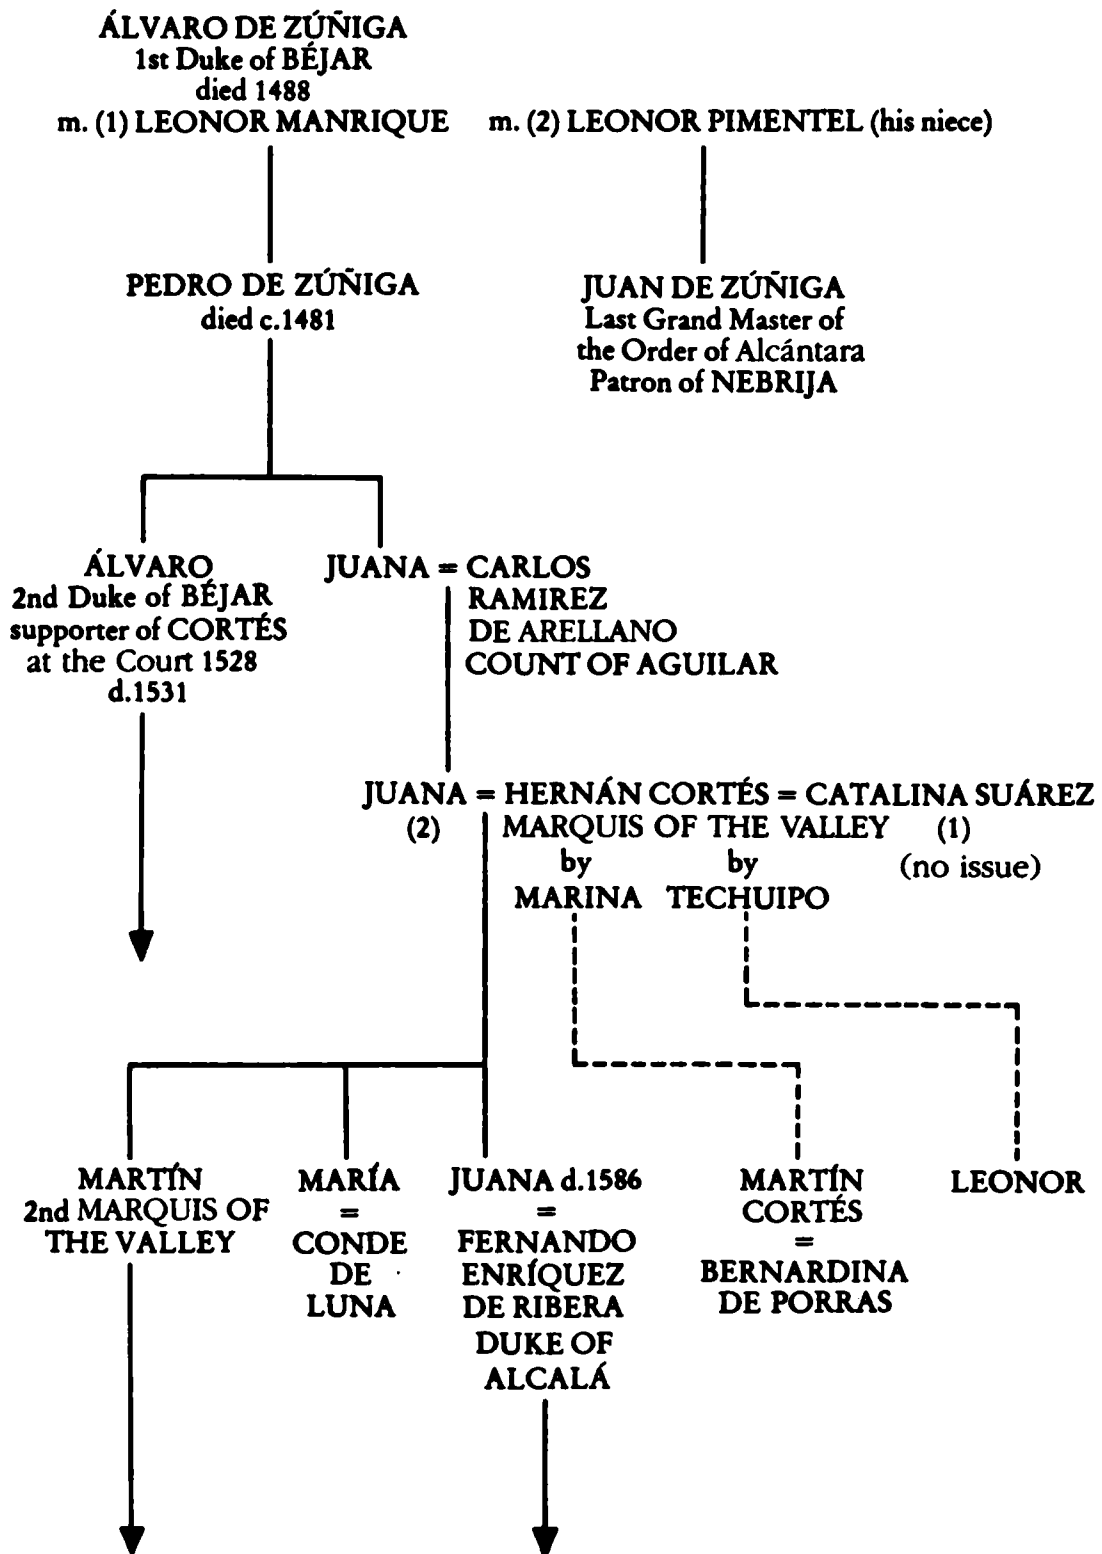 ÁLVARO DE ZÚÑIGA
1st Duke of BÉJAR
died 1488
m. (1) LEONOR MANRIQUE
m. (2) LEONOR PIMENTEL (his niece)
PEDRO DE ZÚÑIGA
died c.1481
JUAN DE ZÚÑIGA
Last Grand Master of
the Order of Alcántara
Patron of NEBRIJA
ÁLVARO
2nd Duke of BÉJAR
supporter of CORTÉS
at the Court 1528
d.1531
JUANA = CARLOS
RAMIREZ
DE ARELLANO
COUNT OF AGUILAR
JUANA = HERNÁN CORTÉS = CATALINA SUÁREZ
(2) MARQUIS OF THE VALLEY (1)
by by (no issue)
MARINA TECHUIPO
MARTÍN
2nd MARQUIS OF
THE VALLEY
MARÍA
=
CONDE
DE
LUNA
JUANA d.1586
=
FERNANDO
ENRÍQUEZ
DE RIBERA
DUKE OF
ALCALÁ
MARTÍN
CORTÉS
=
BERNARDINA
DE PORRAS
LEONOR